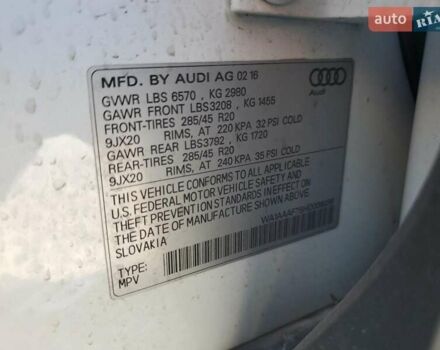 auto RIA
MFD. BY AUDI AG 02 16
GVWR LBS 6570 , KG 2980
GAWR FRONT LBS3208 , KG 1455
FRONT-TIRES 285/45 R20
9JX20 RIMS, AT 220 KPA 32 PSI COLD
GAWR REAR LBS3792 , KG 1720
REAR-TIRES 285/45 R20
9JX20 RIMS, AT 240 KPA 35 PSI COLD
THIS VEHICLE CONFORMS TO ALL APPLICABLE
U.S. FEDERAL MOTOR VEHICLE SAFETY AND
THEFT PREVENTION STANDARDS IN EFFECT ON
THE DATE OF MANUFACTURE SHOWN ABOVE.
SLOVAKIA
TYPE:
MPV